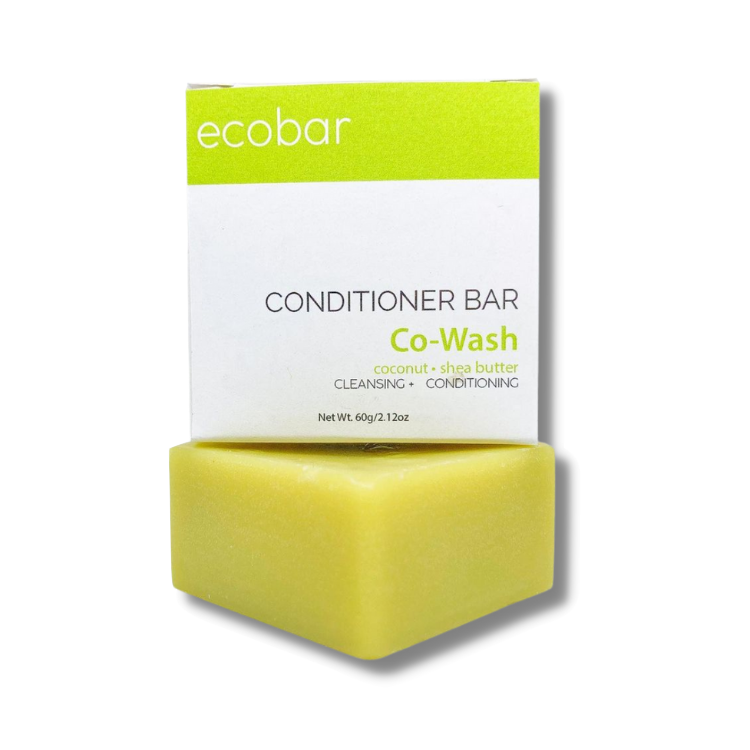 ecobar
CONDITIONER BAR
Co-Wash
coconut • shea butter
CLEANSING + CONDITIONING
Net Wt. 60g/2.12oz